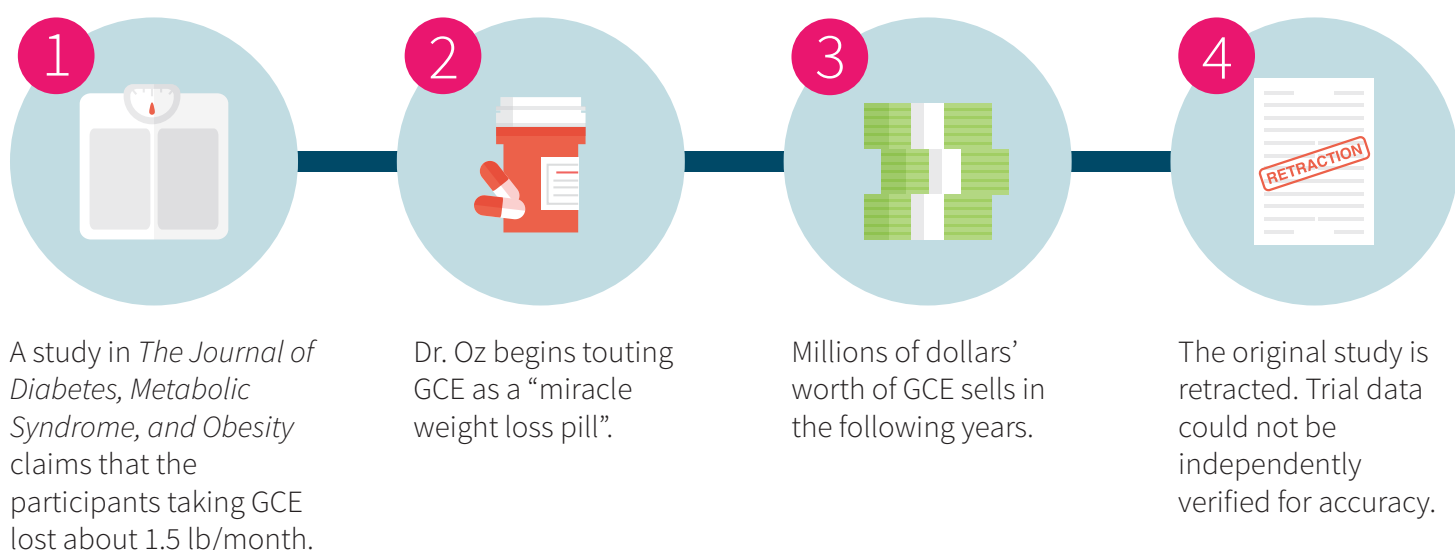 1
2
3
4
RETRACTION
A study in The Journal of
Diabetes, Metabolic
Syndrome, and Obesity
claims that the
participants taking GCE
lost about 1.5 lb/month.
Dr. Oz begins touting
GCE as a “miracle
weight loss pill”.
Millions of dollars’
worth of GCE sells in
the following years.
The original study is
retracted. Trial data
could not be
independently
verified for accuracy.